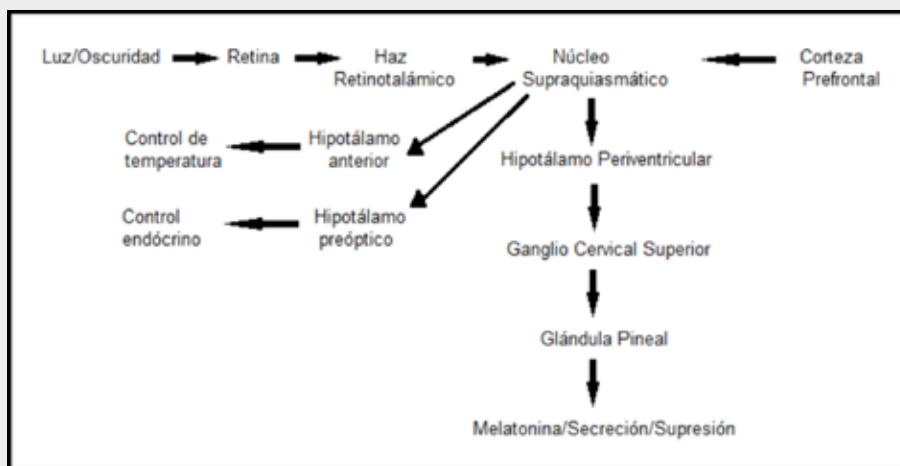 Luz/Oscuridad
Retina
Haz
Retinotalámico
Núcleo
Supraquiasmático
Corteza
Prefrontal
Control de
temperatura
Hipotálamo
anterior
Hipotálamo Periventricular
Control
endócrino
Hipotálamo
preóptico
Ganglio Cervical Superior
Glándula Pineal
Melatonina/Secreción/Supresión